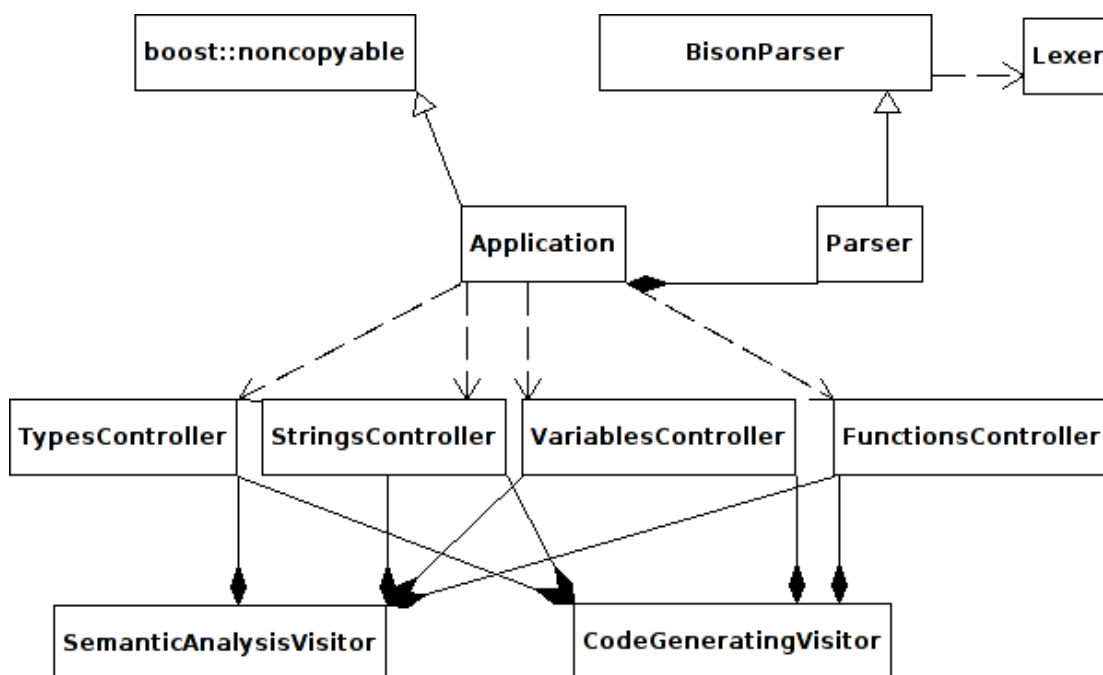 boost::noncopyable
BisonParser
Lexer
Application
Parser
TypesController
StringsController
VariablesController
FunctionsController
SemanticAnalysisVisitor
CodeGeneratingVisitor